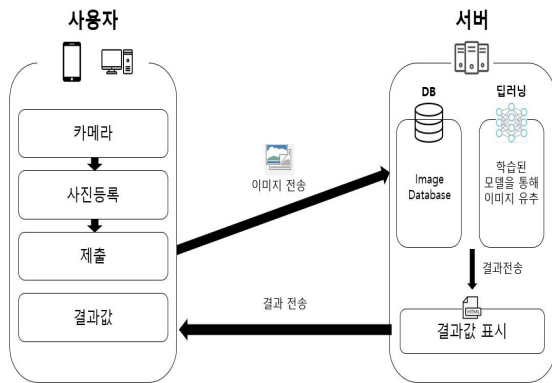 사용자
카메라
사진등록
제출
결과값
이미지 전송
결과 전송
서버
DB
Image
Database
딥러닝
학습된
모델을 통해
이미지 유추
결과전송
HTML
결과값 표시